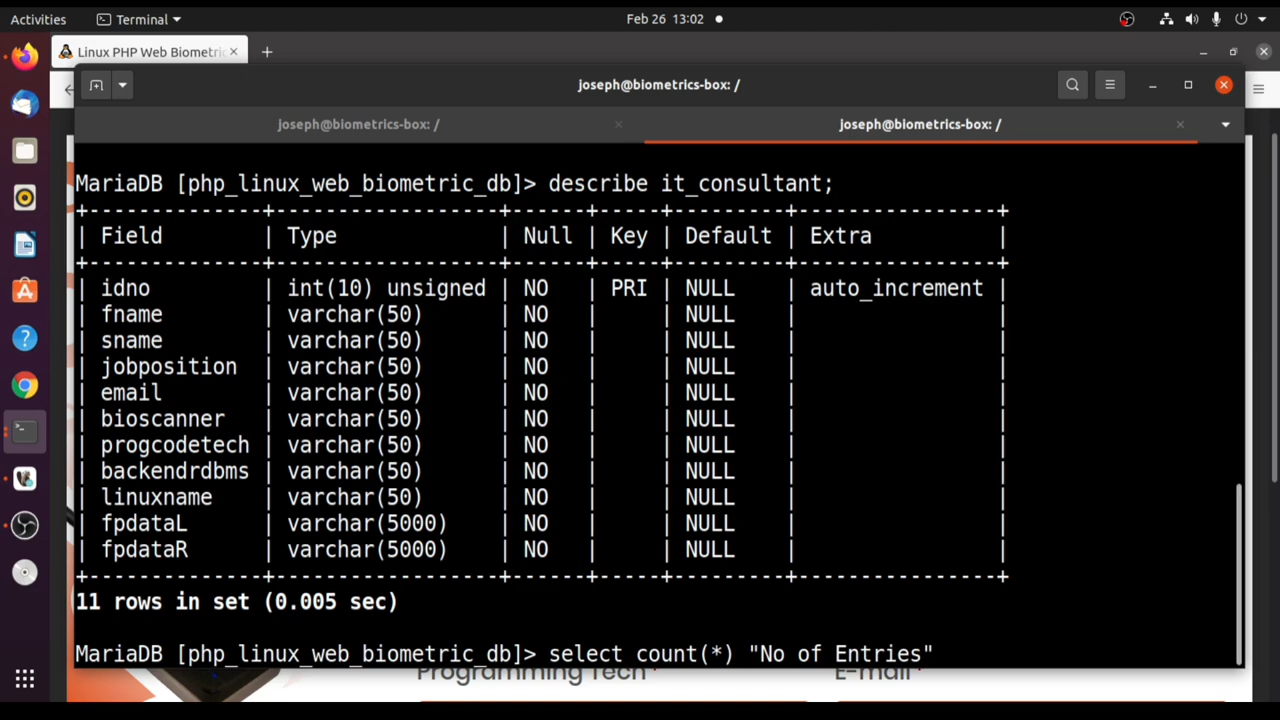 Activities Terminal Feb 26 13:02
Linux PHP Web Biometric
joseph@biometrics-box: /
joseph@biometrics-box: / joseph@biometrics-box: /
MariaDB [php_linux_web_biometric_db]> describe it_consultant;
+---------------+------------------+------+-----+---------+----------------+
| Field | Type | Null | Key | Default | Extra |
+---------------+------------------+------+-----+---------+----------------+
| idno | int(10) unsigned | NO | PRI | NULL | auto_increment |
| fname | varchar(50) | NO | | NULL | |
| sname | varchar(50) | NO | | NULL | |
| jobposition | varchar(50) | NO | | NULL | |
| email | varchar(50) | NO | | NULL | |
| bioscanner | varchar(50) | NO | | NULL | |
| progcodetech | varchar(50) | NO | | NULL | |
| backendrdbms | varchar(50) | NO | | NULL | |
| linuxname | varchar(50) | NO | | NULL | |
| fpdataL | varchar(5000) | NO | | NULL | |
| fpdataR | varchar(5000) | NO | | NULL | |
+---------------+------------------+------+-----+---------+----------------+
11 rows in set (0.005 sec)
MariaDB [php_linux_web_biometric_db]> select count(*) "No of Entries"
Programming Tech E-mail